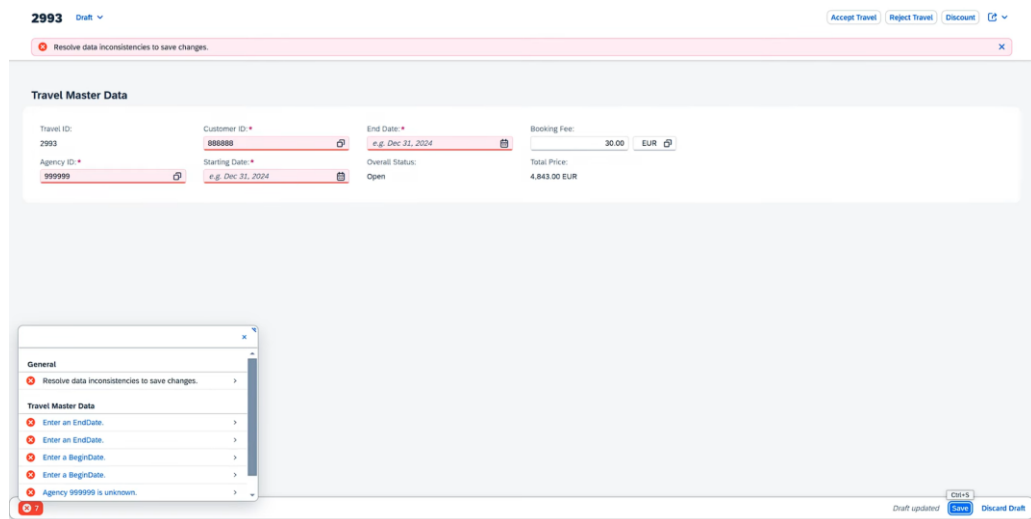 2993 Draft Accept Travel Reject Travel Discount
Resolve data inconsistencies to save changes.
Travel Master Data
Travel ID: Customer ID:* End Date:* Booking Fee:
2993 888888 e.g. Dec 31, 2024 30.00 EUR
Agency ID:* Starting Date:* Overall Status: Total Price:
999999 e.g. Dec 31, 2024 Open 4,843.00 EUR
General
Resolve data inconsistencies to save changes.
Travel Master Data
Enter an EndDate.
Enter an EndDate.
Enter a BeginDate.
Enter a BeginDate.
Agency 999999 is unknown.
Ctrl+S
7 Draft updated Save Discard Draft